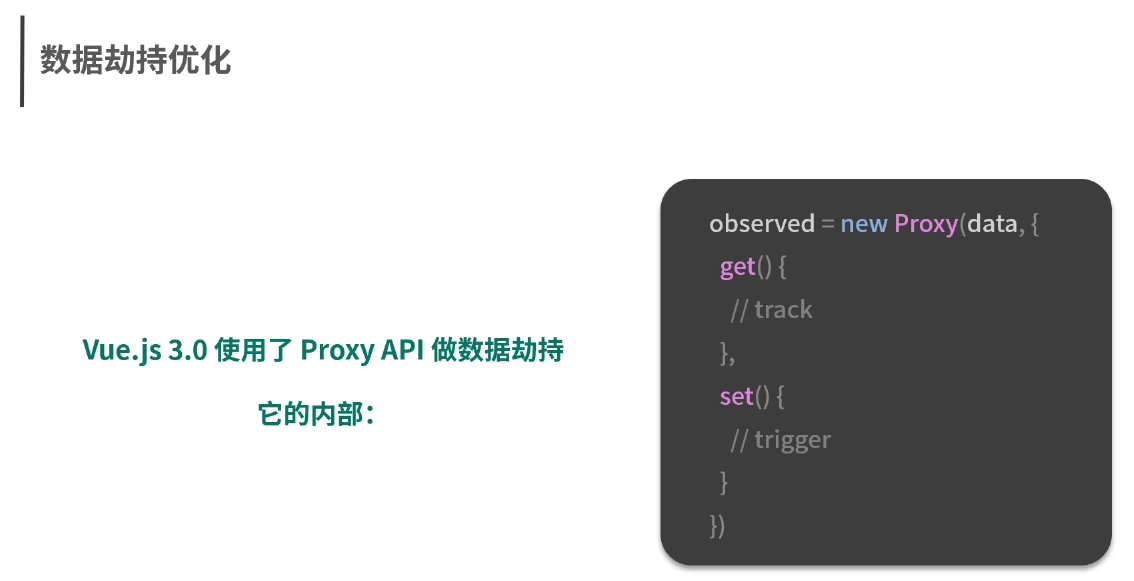 数据劫持优化
Vue.js 3.0 使用了 Proxy API 做数据劫持
它的内部：
observed = new Proxy(data, {
get() {
// track
},
set() {
// trigger
}
})